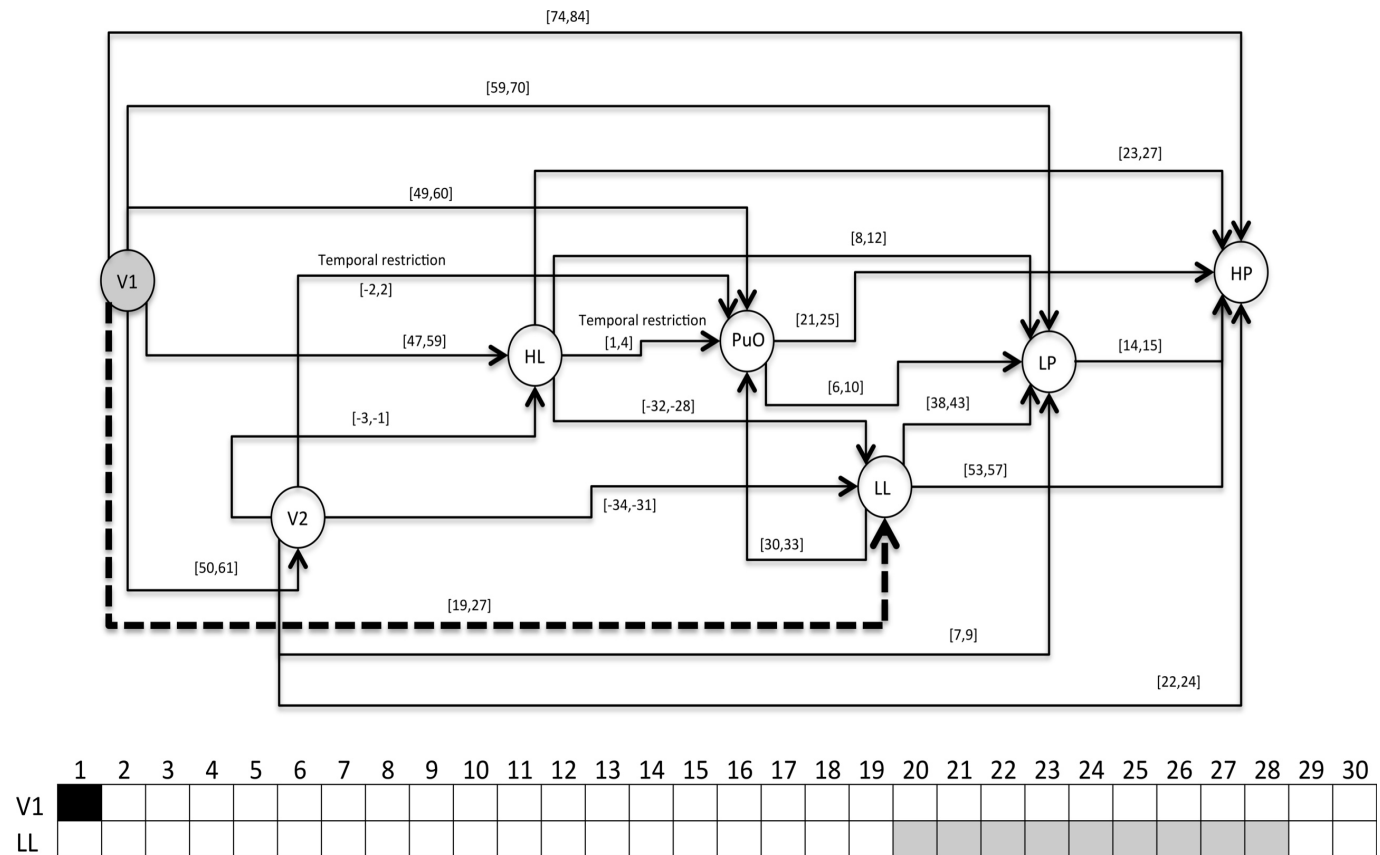 [74,84]
[59,70]
[23,27]
[49,60]
[8,12]
Temporal restriction
[-2,2]
V1
HP
Temporal restriction
[21,25]
[47,59]
[1,4]
PuO
HL
[14,15]
LP
[6,10]
[-32,-28]
[38,43]
[-3,-1]
[53,57]
LL
V2
[-34,-31]
[30,33]
[50,61]
[19,27]
[7,9]
[22,24]
1 2 3 4 5 6 7 8 9 10 11 12 13 14 15 16 17 18 19 20 21 22 23 24 25 26 27 28 29 30
V1
LL